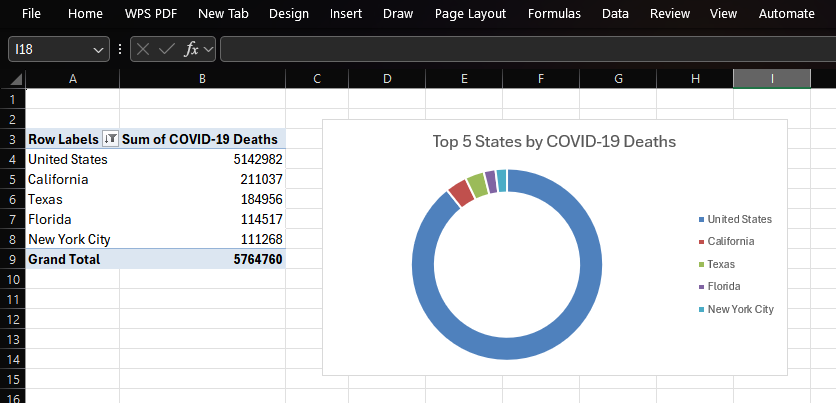 File Home WPS PDF New Tab Design Insert Draw Page Layout Formulas Data Review View Automate
I18 fx
A B C D E F G H I
1
2
3 Row Labels Sum of COVID-19 Deaths
4 United States 5142982
5 California 211037
6 Texas 184956
7 Florida 114517
8 New York City 111268
9 Grand Total 5764760
10
11
12
13
14
15
16
Top 5 States by COVID-19 Deaths
United States
California
Texas
Florida
New York City